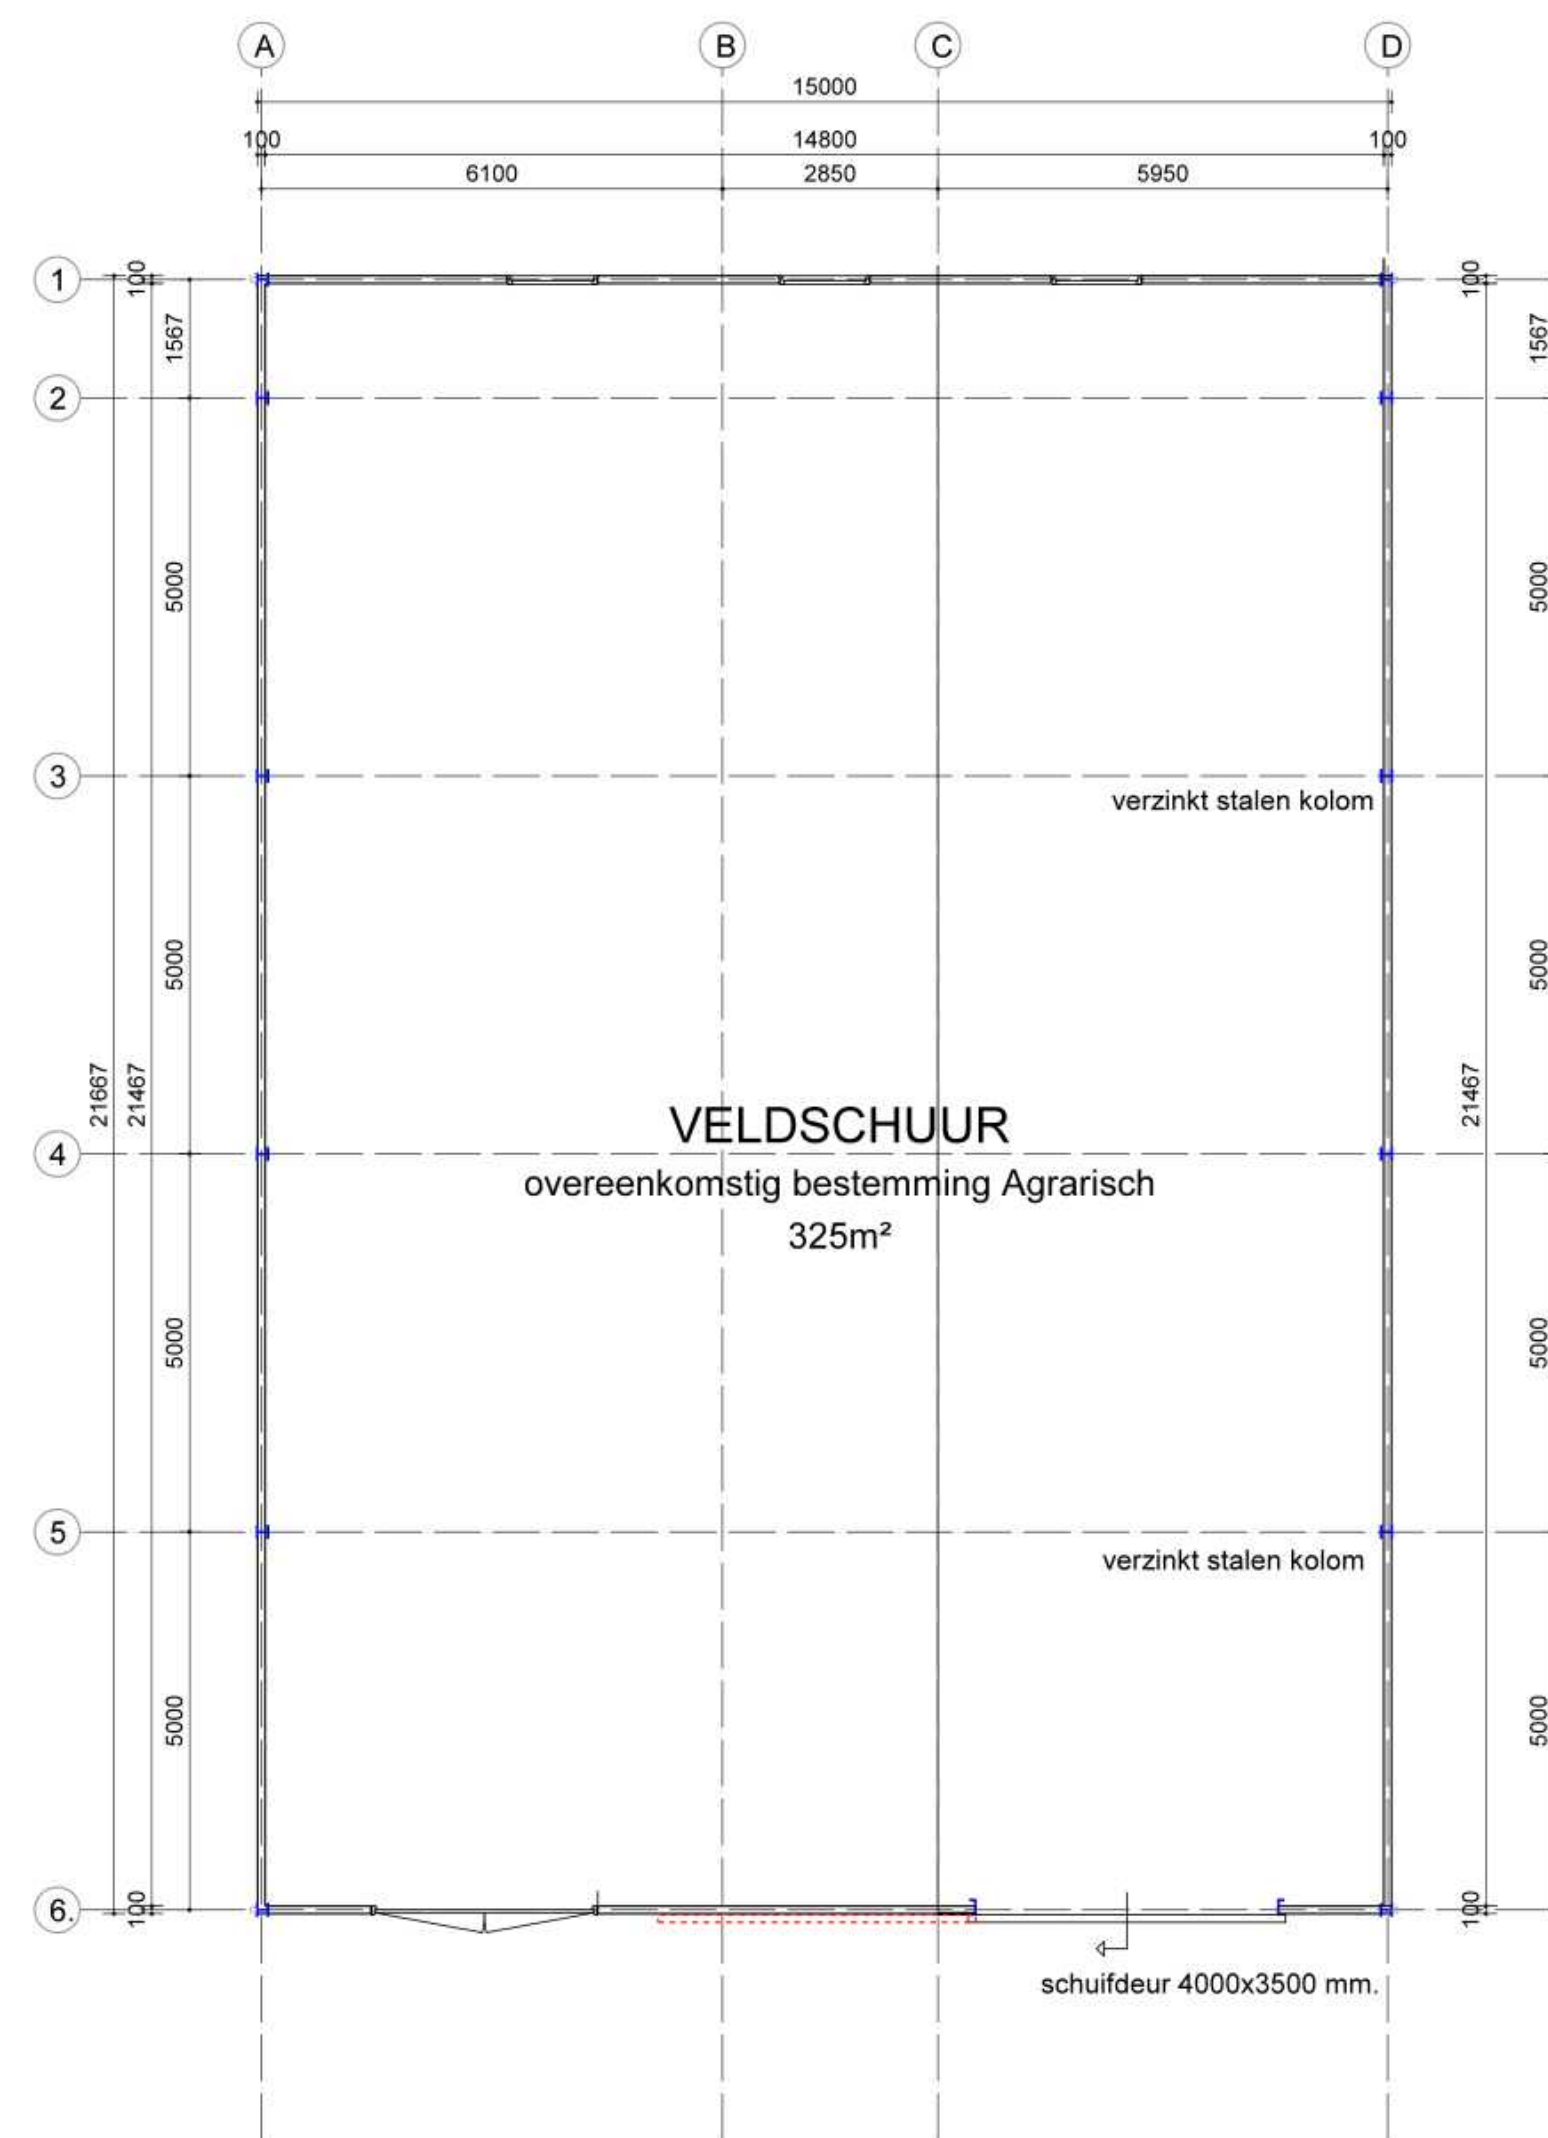 A B C D
15000
100 14800 100
6100 2850 5950
1 100 100
1567 1567
2
5000 5000
3
verzinkt stalen kolom
5000 5000
21667 21467 21467
VELDSCHUUR
4
overeenkomstig bestemming Agrarisch
325m²
5000 5000
5
verzinkt stalen kolom
5000 5000
6. 100 100
schuifdeur 4000x3500 mm.